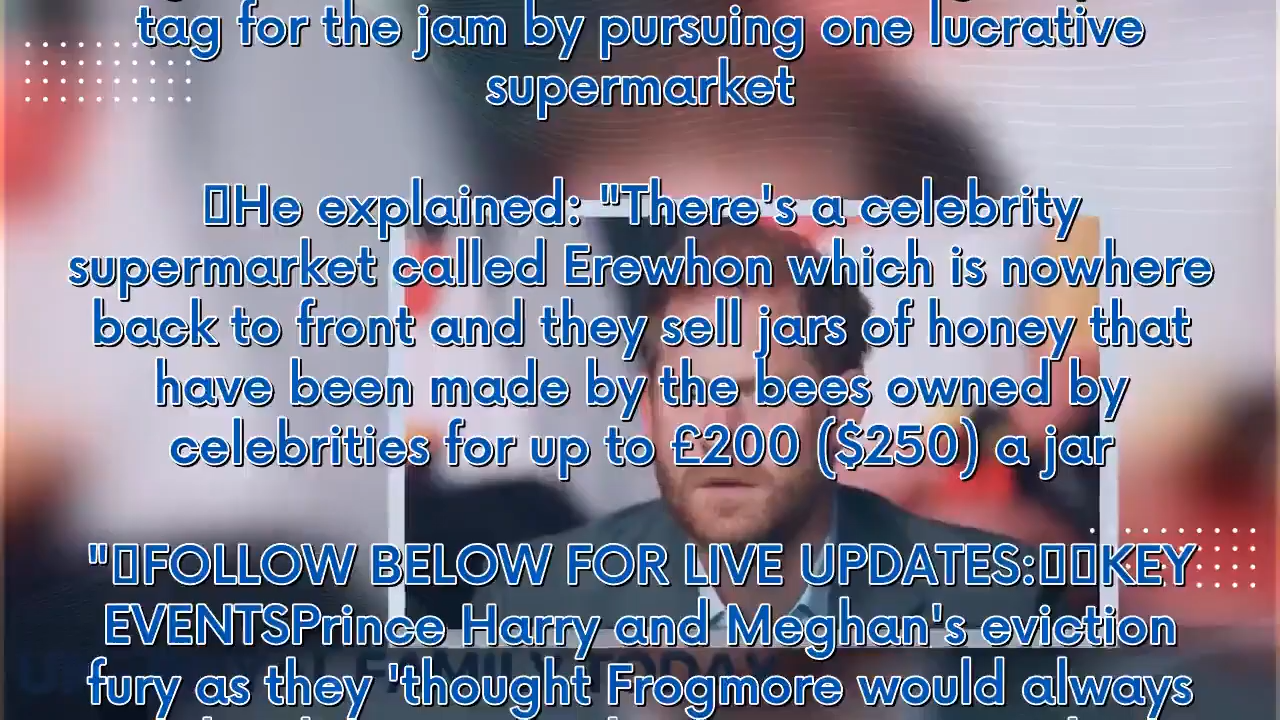 tag for the jam by pursuing one lucrative
supermarket
He explained: "There's a celebrity
supermarket called Erewhon which is nowhere
back to front and they sell jars of honey that
have been made by the bees owned by
celebrities for up to £200 ($250) a jar
"FOLLOW BELOW FOR LIVE UPDATES:KEY
EVENTSPrince Harry and Meghan's eviction
fury as they 'thought Frogmore would always
FAMILY TODAY